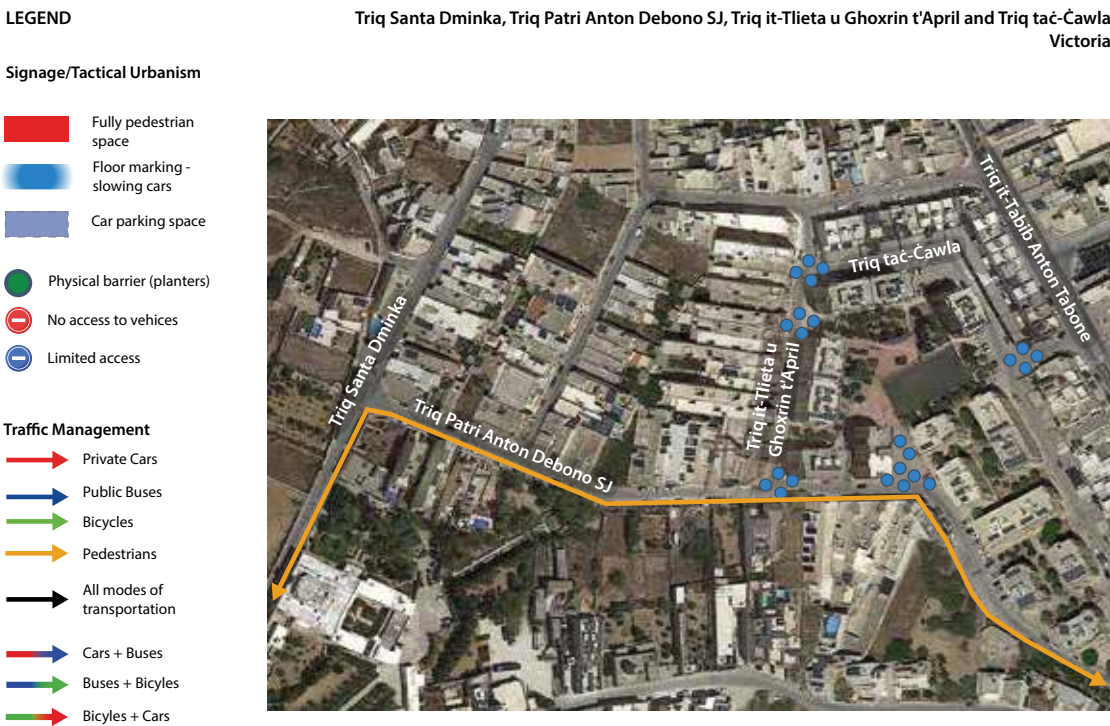 LEGEND
Triq Santa Dminka, Triq Patri Anton Debono SJ, Triq it-Tlieta u Ghoxrin t'April and Triq taċ-Ċawla
Victoria
Signage/Tactical Urbanism
Fully pedestrian
space
Floor marking -
slowing cars
Car parking space
Physical barrier (planters)
No access to vehices
Limited access
Traffic Management
Private Cars
Public Buses
Bicycles
Pedestrians
All modes of
transportation
Cars + Buses
Buses + Bicyles
Bicyles + Cars
Triq Santa Dminka
Triq Patri Anton Debono SJ
Triq it-Tlieta u
Ghoxrin t'April
Triq taċ-Ċawla
Triq it-Tabib Anton Tabone